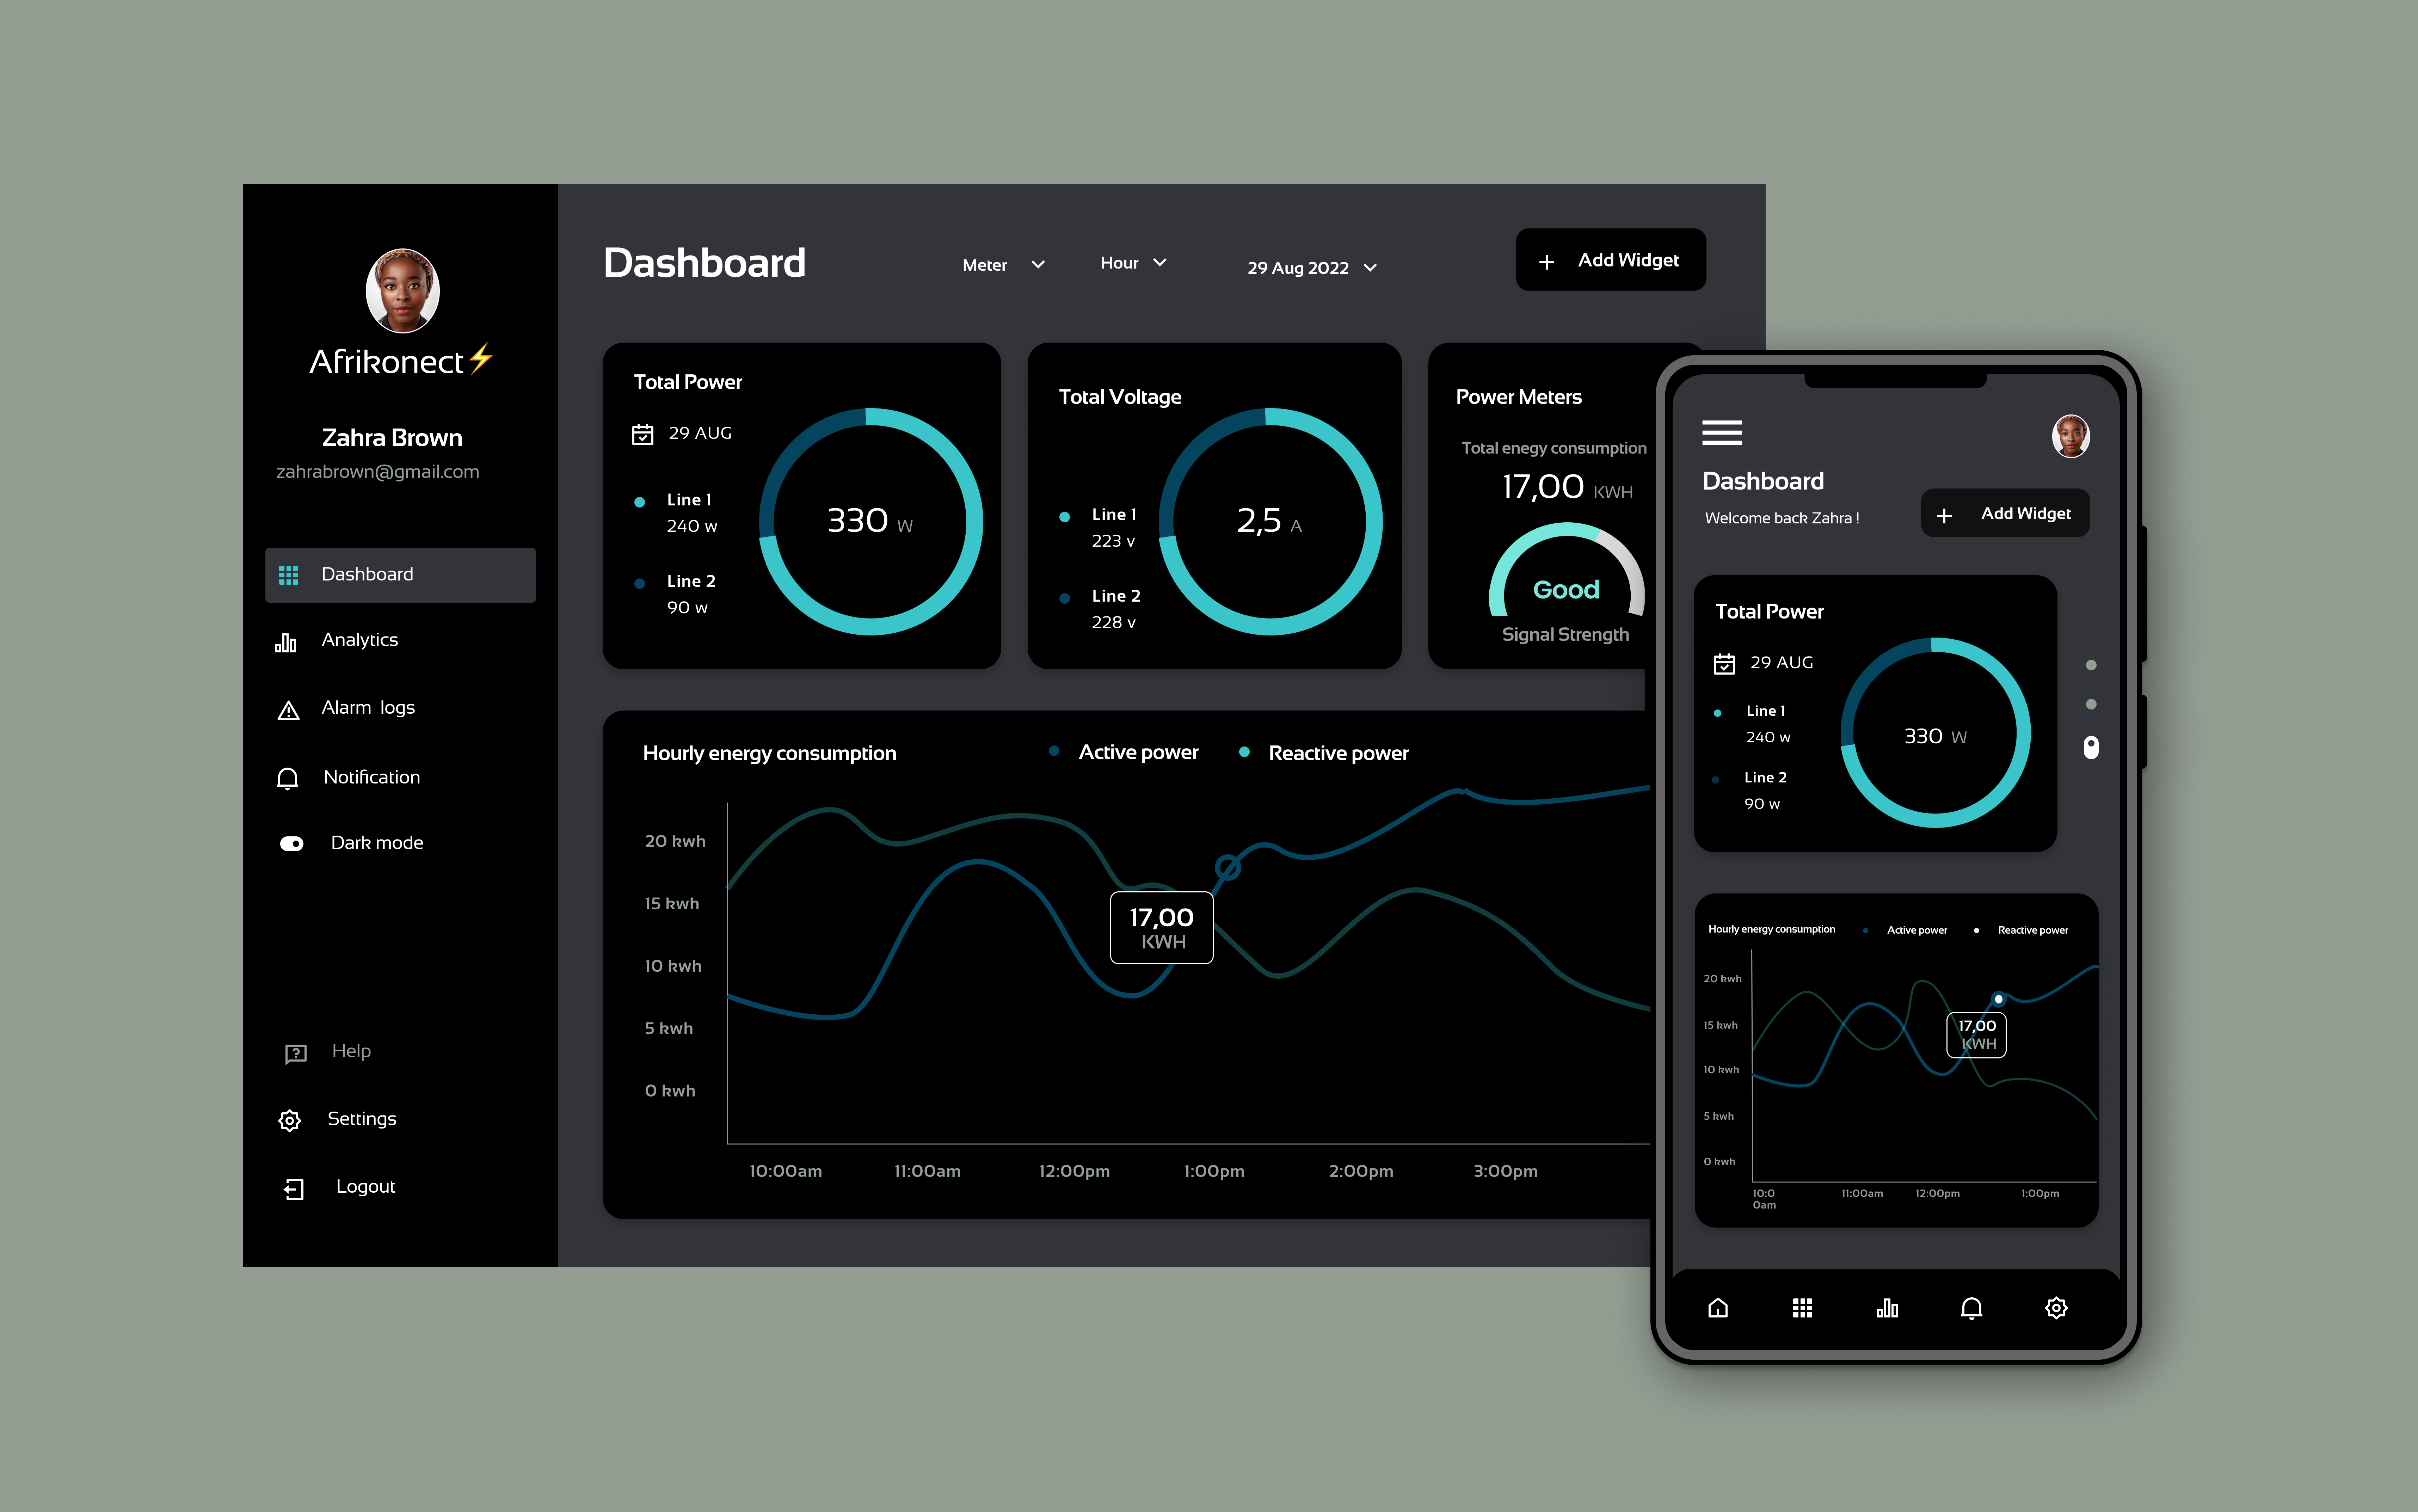 Afrikonect⚡
Zahra Brown
zahrabrown@gmail.com
Dashboard
Analytics
Alarm logs
Notification
Dark mode
Help
Settings
Logout
Dashboard
Meter
Hour
29 Aug 2022
+ Add Widget
Total Power
29 AUG
Line 1
240 w
Line 2
90 w
330 W
Total Voltage
Line 1
223 v
Line 2
228 v
2,5 A
Power Meters
Total enegy consumption
17,00 KWH
Good
Signal Strength
Hourly energy consumption
Active power
Reactive power
20 kwh
15 kwh
10 kwh
5 kwh
0 kwh
17,00
KWH
10:00am
11:00am
12:00pm
1:00pm
2:00pm
3:00pm
Dashboard
Welcome back Zahra !
+ Add Widget
Total Power
29 AUG
Line 1
240 w
Line 2
90 w
330 W
Hourly energy consumption
Active power
Reactive power
20 kwh
15 kwh
10 kwh
5 kwh
0 kwh
17,00
KWH
10:0
0am
11:00am
12:00pm
1:00pm